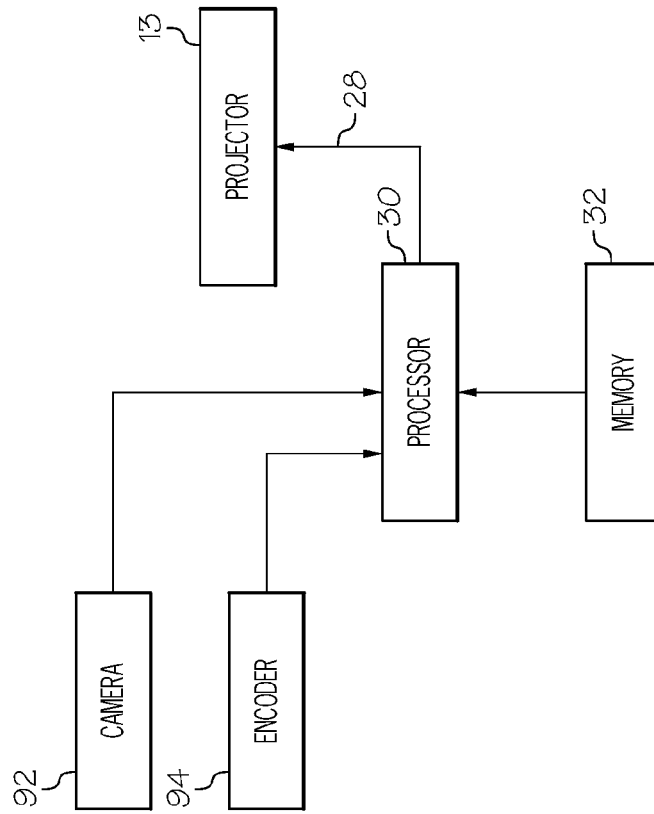 92
CAMERA
94
ENCODER
PROCESSOR
30
MEMORY
32
28
PROJECTOR
13